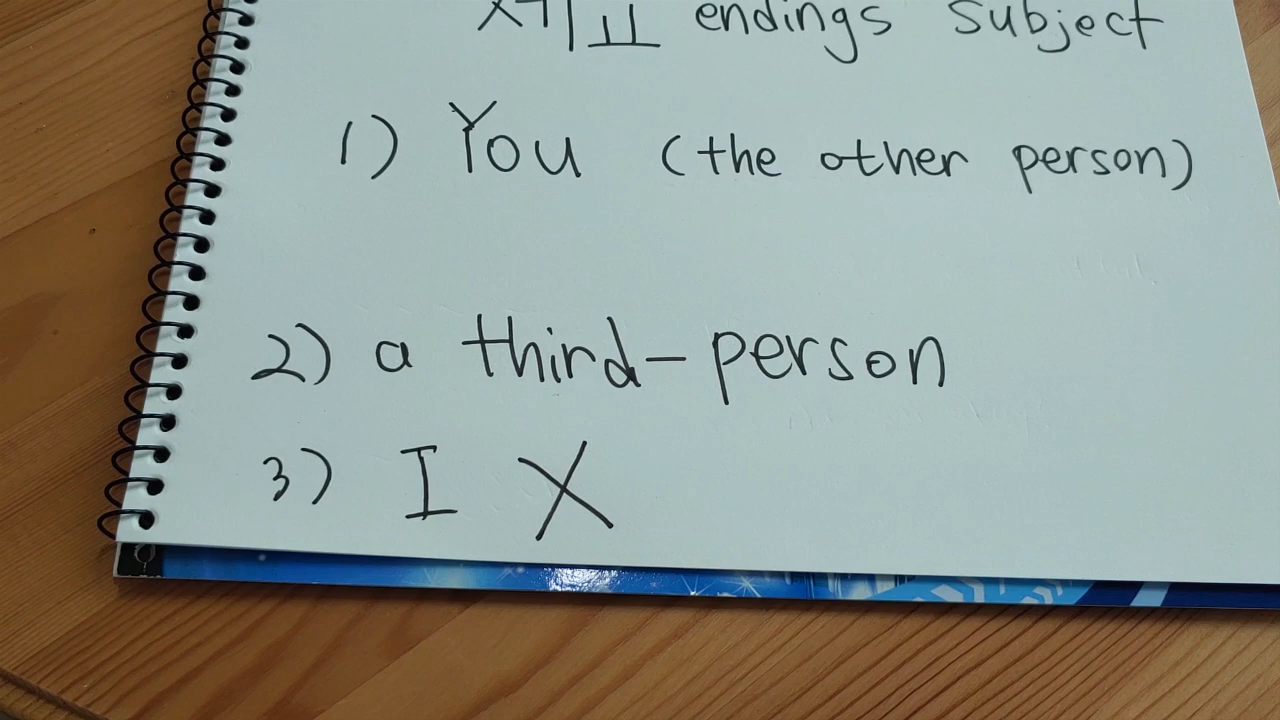 endings subject
1) You (the other person)
2) a third-person
3) I X